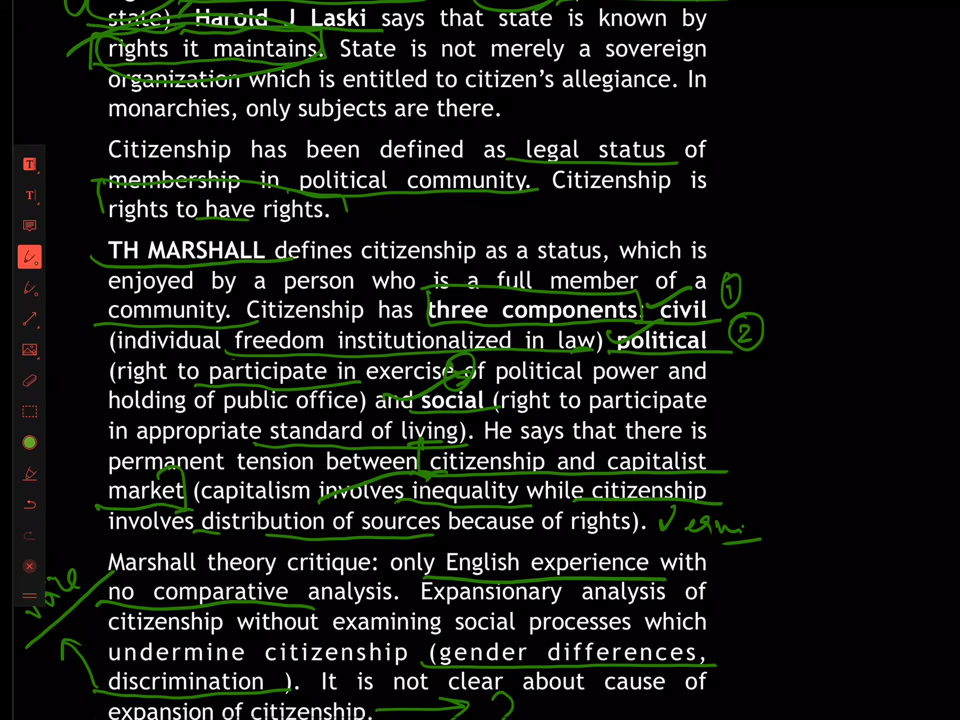 state). Harold J Laski says that state is known by
rights it maintains. State is not merely a sovereign
organization which is entitled to citizen's allegiance. In
monarchies, only subjects are there.
Citizenship has been defined as legal status of
membership in political community. Citizenship is
rights to have rights.
TH MARSHALL defines citizenship as a status, which is
enjoyed by a person who is a full member of a
community. Citizenship has three components: civil ①
(individual freedom institutionalized in law) political ②
(right to participate in exercise of political power and
holding of public office) and social (right to participate
in appropriate standard of living). He says that there is
permanent tension between citizenship and capitalist
market (capitalism involves inequality while citizenship
involves distribution of sources because of rights).
Marshall theory critique: only English experience with
no comparative analysis. Expansionary analysis of
citizenship without examining social processes which
undermine citizenship (gender differences,
discrimination ). It is not clear about cause of
expansion of citizenship. ?